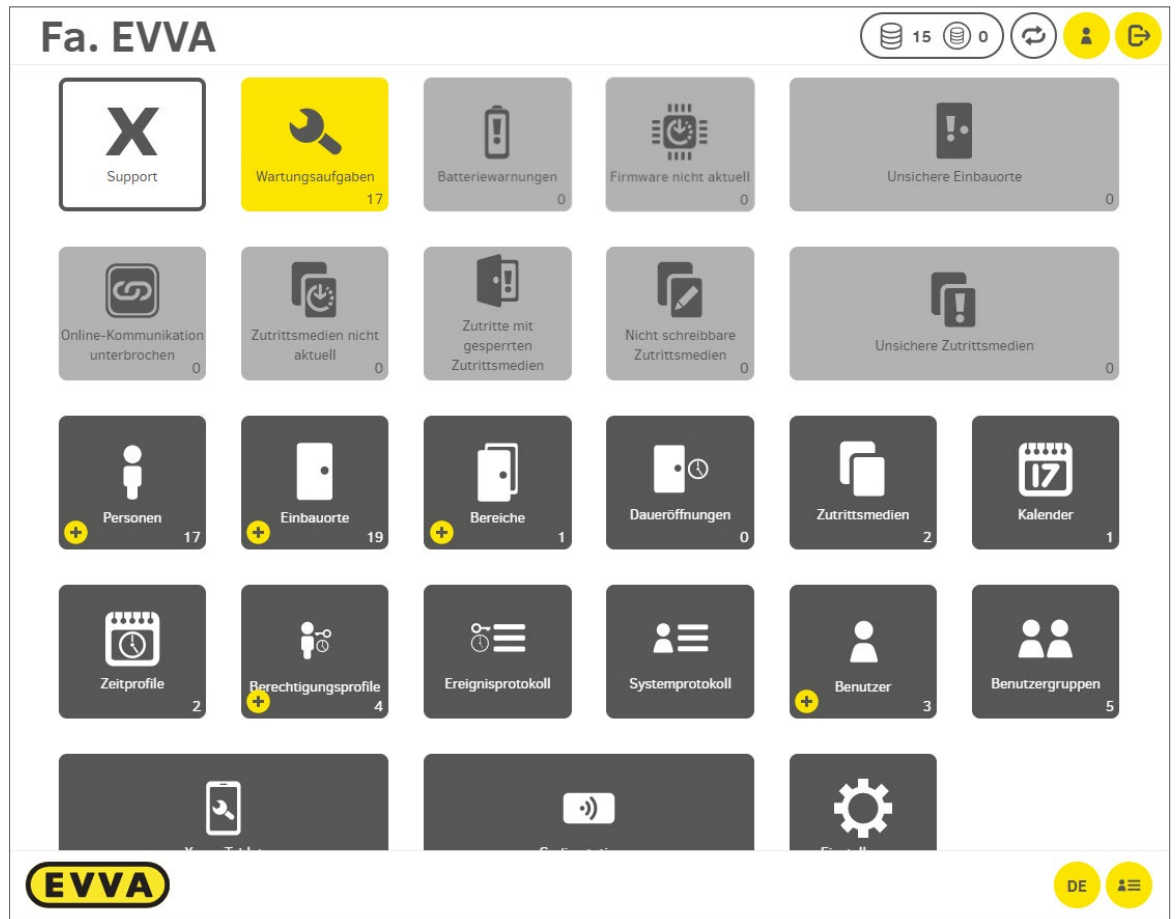 Fa. EVVA
15 0
X
Support
Wartungsaufgaben
17
Batteriewarnungen
0
Firmware nicht aktuell
0
Unsichere Einbauorte
0
Online-Kommunikation
unterbrochen
0
Zutrittsmedien nicht
aktuell
0
Zutritte mit
gesperrten
Zutrittsmedien
Nicht schreibbare
Zutrittsmedien
0
Unsichere Zutrittsmedien
0
Personen
17
Einbauorte
19
Bereiche
1
Daueröffnungen
0
Zutrittsmedien
2
17
Kalender
1
Zeitprofile
2
Berechtigungsprofile
4
Ereignisprotokoll
Systemprotokoll
Benutzer
3
Benutzergruppen
5
EVVA
DE